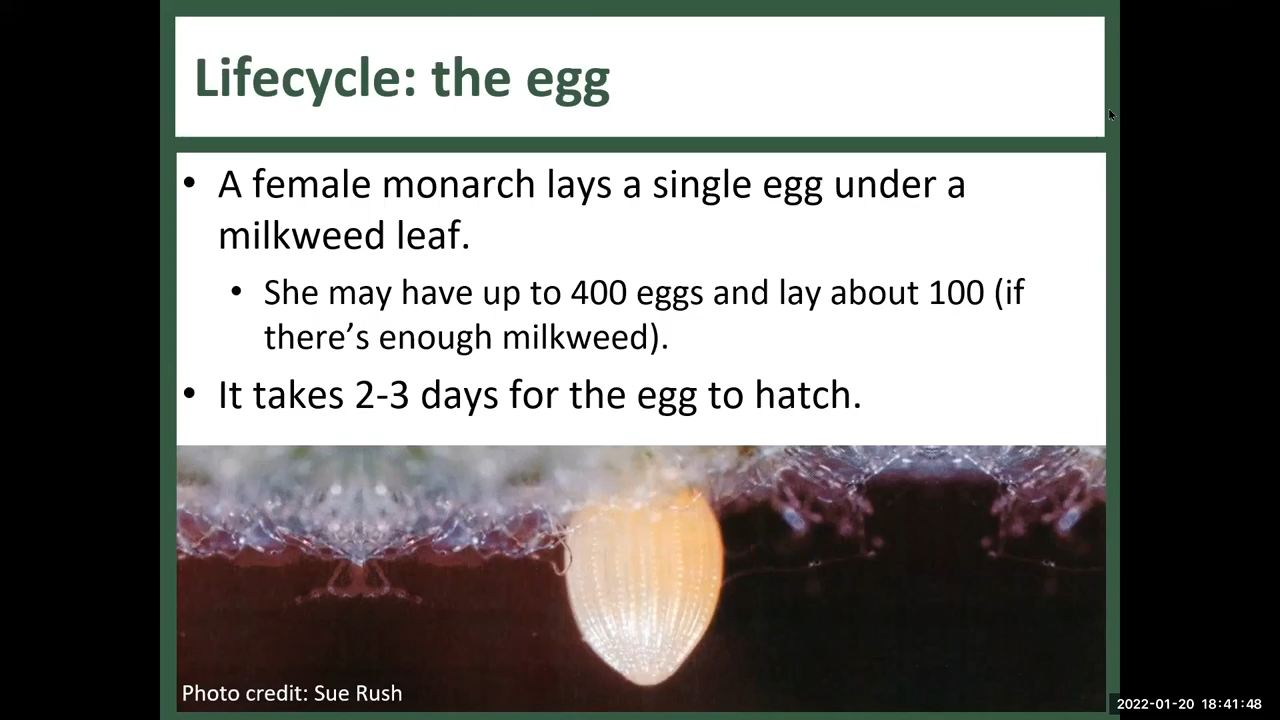 Lifecycle: the egg
• A female monarch lays a single egg under a
milkweed leaf.
• She may have up to 400 eggs and lay about 100 (if
there’s enough milkweed).
• It takes 2-3 days for the egg to hatch.
Photo credit: Sue Rush
2022-01-20 18:41:48